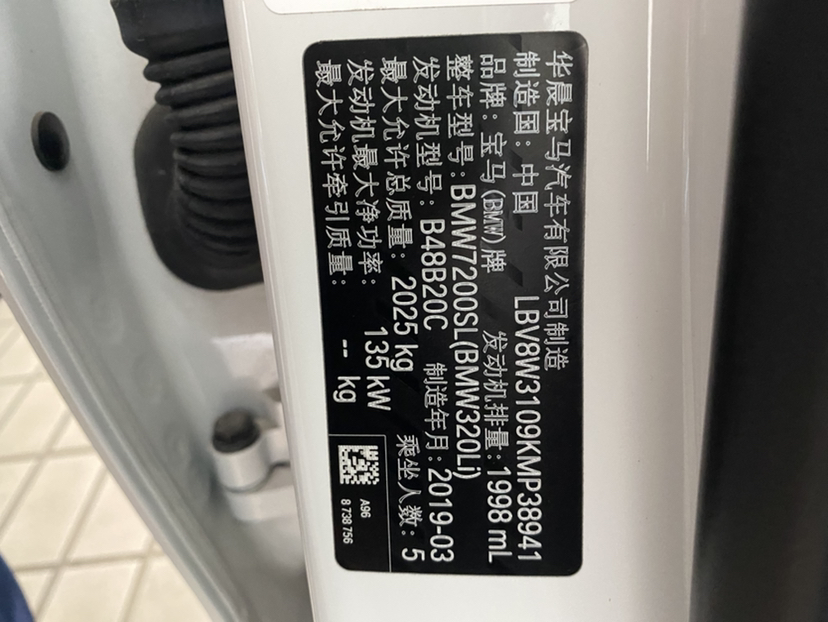 华晨宝马汽车有限公司制造
制造国：中国 LBV8W3109KMP38941
品牌：宝马(BMW)牌 发动机排量：1998 mL
整车型号：BMW7200SL(BMW320Li)
发动机型号：B48B20C 制造年月：2019-03
最大允许总质量：2025 kg 乘坐人数：5
发动机最大净功率：135 kW
最大允许牵引质量：-- kg
A96
8 738 756